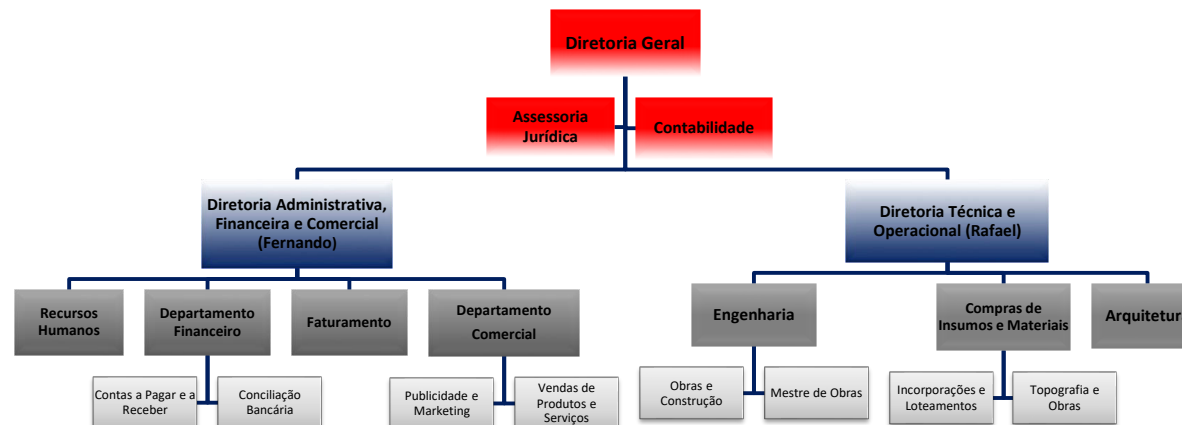 Diretoria Geral
Assessoria
Jurídica
Contabilidade
Diretoria Administrativa,
Financeira e Comercial
(Fernando)
Diretoria Técnica e
Operacional (Rafael)
Recursos
Humanos
Departamento
Financeiro
Faturamento
Departamento
Comercial
Engenharia
Compras de
Insumos e Materiais
Arquitetur
Contas a Pagar e a
Receber
Conciliação
Bancária
Publicidade e
Marketing
Vendas de
Produtos e
Serviços
Obras e
Construção
Mestre de Obras
Incorporações e
Loteamentos
Topografia e
Obras